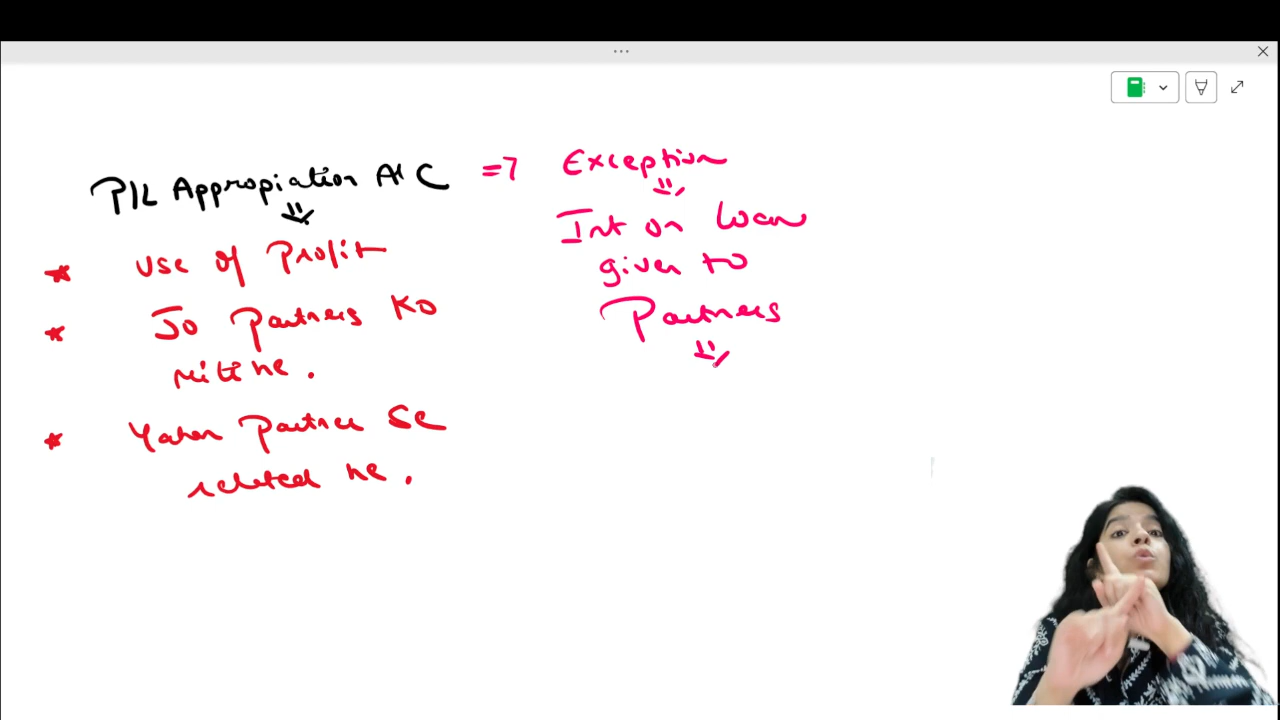 P/L Appropiation A/C
* Use of Profit
* Jo Partners Ko
milte he.
* Yahan Partner Se
related he.
=> Exception
Int on Loan
given to
Partners